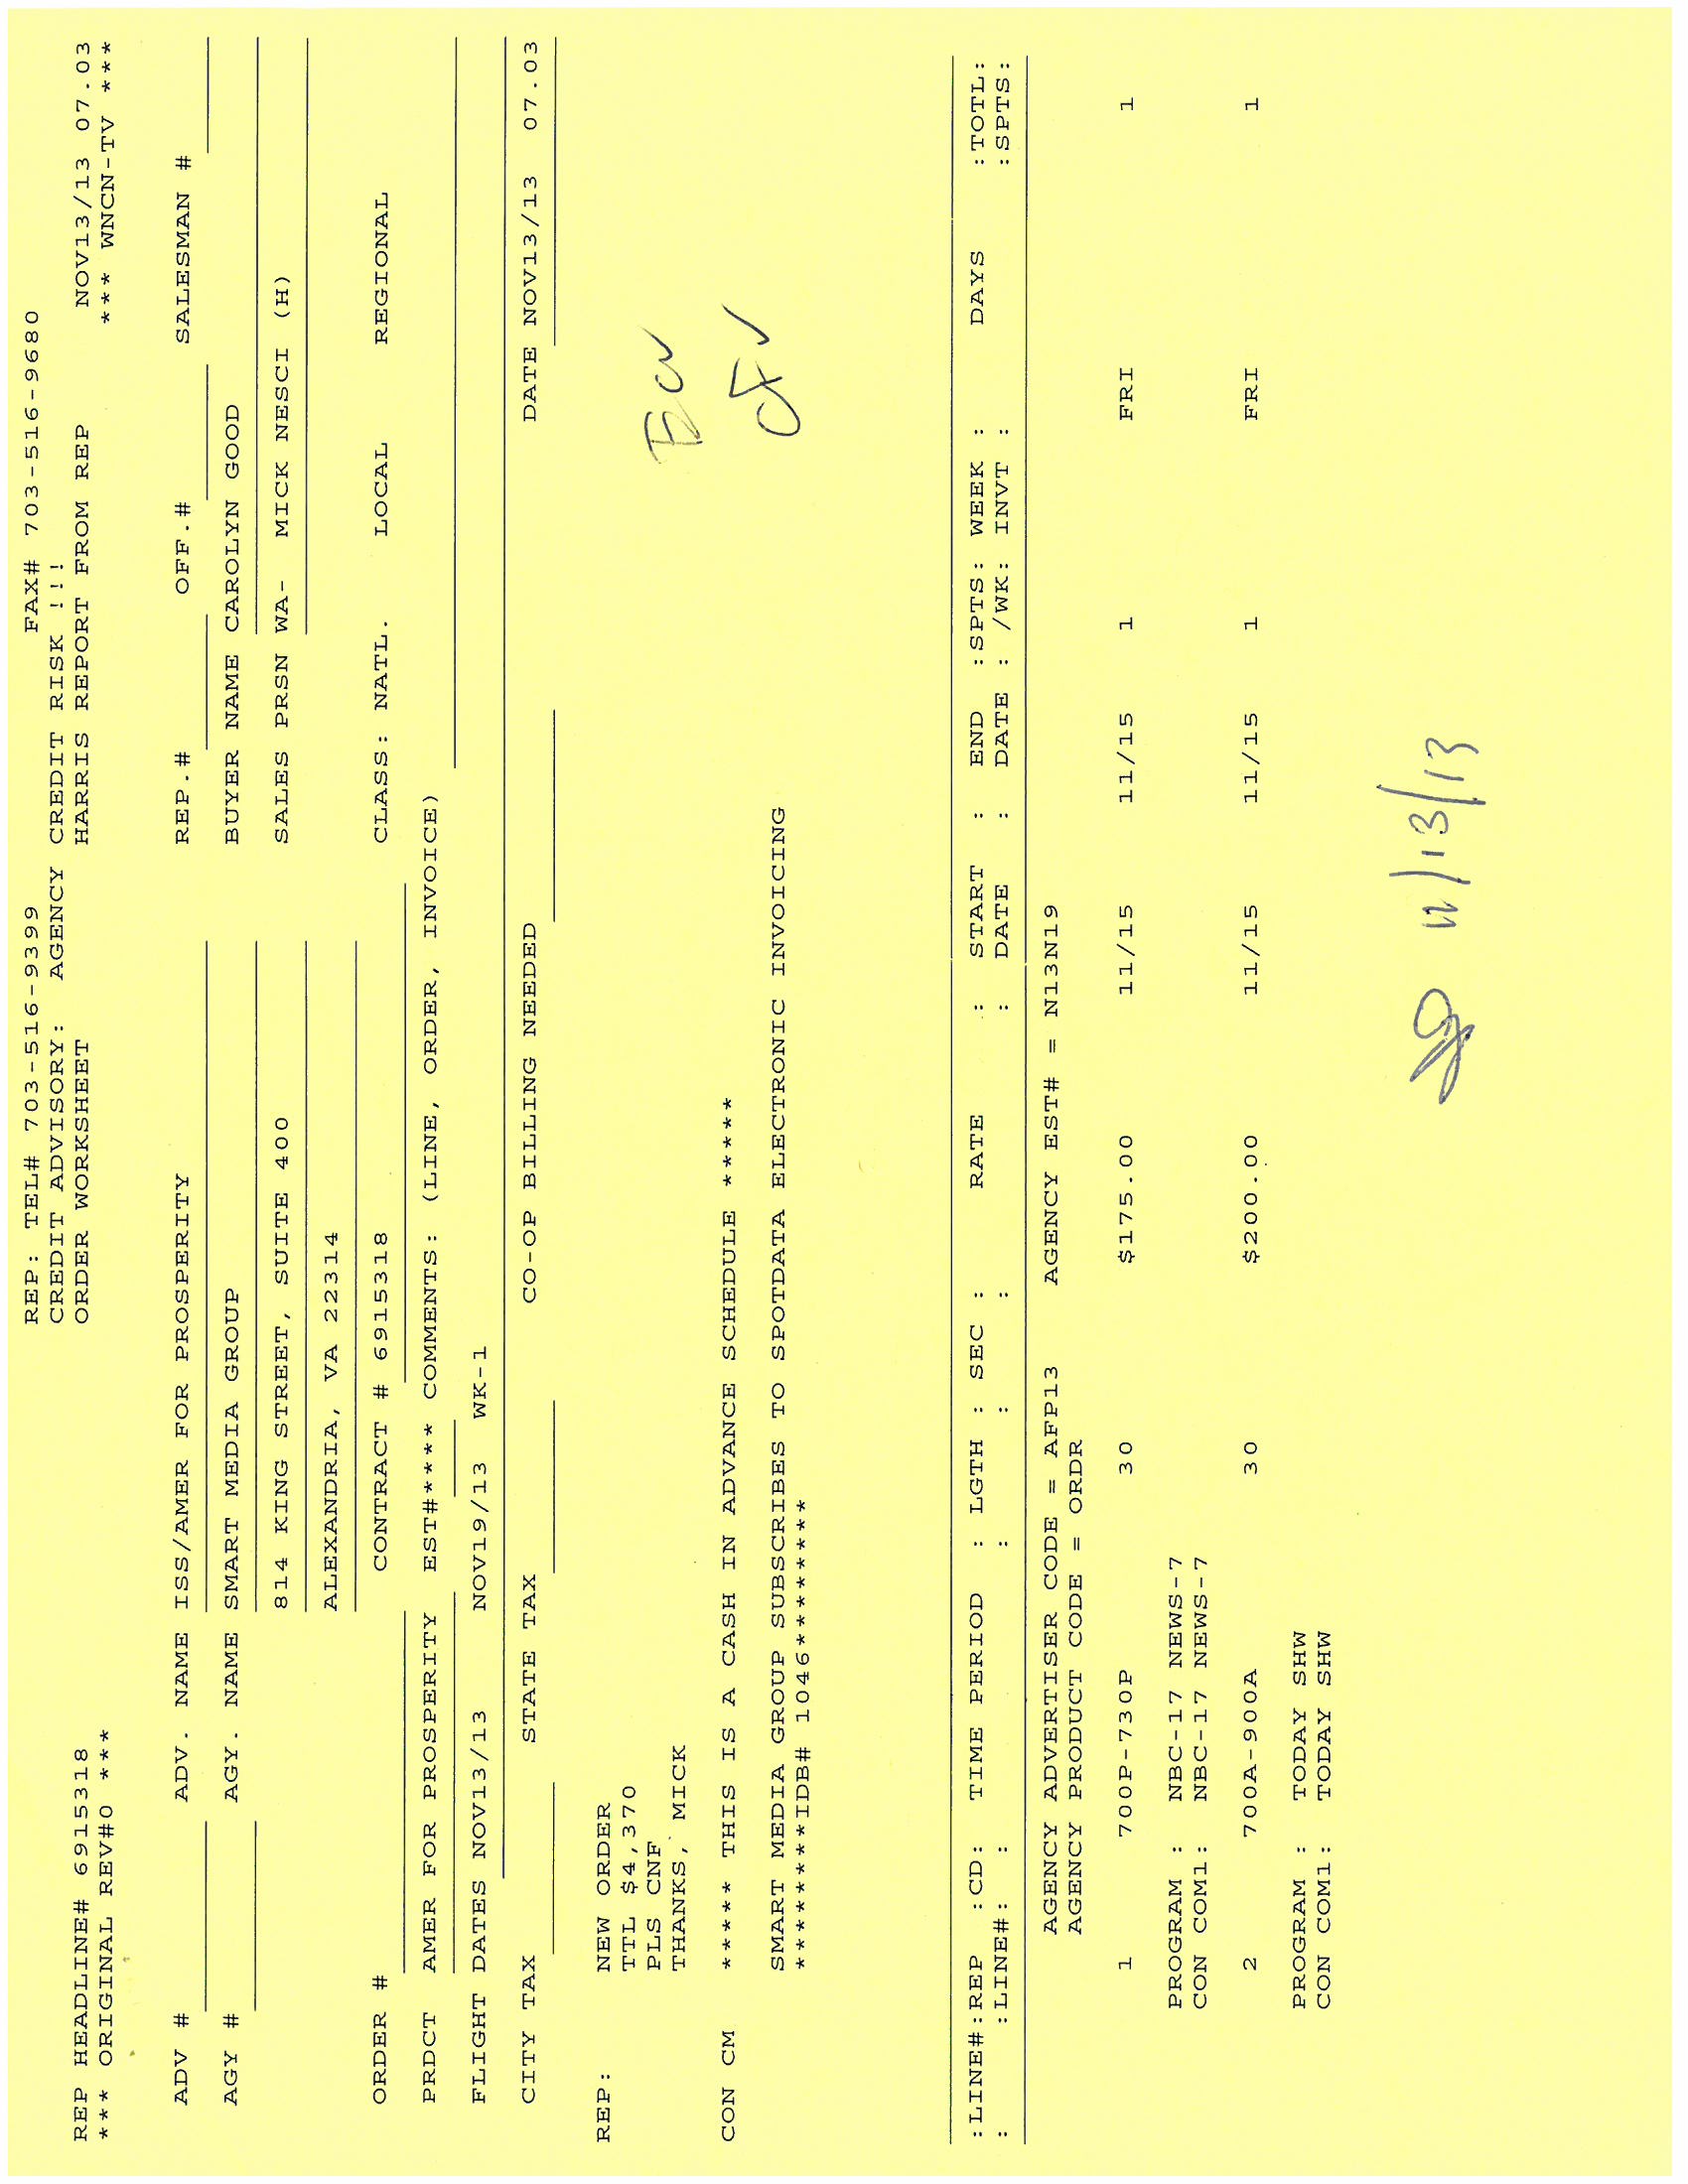 REP: TEL# 703-516-9399 FAX# 703-516-9680
CREDIT ADVISORY: AGENCY CREDIT RISK !!!
REP HEADLINE# 6915318 ORDER WORKSHEET HARRIS REPORT FROM REP NOV13/13 07.03
*** ORIGINAL REV#0 *** *** WNCN-TV ***
ADV # ADV. NAME ISS/AMER FOR PROSPERITY REP.# OFF.# SALESMAN #
AGY # AGY. NAME SMART MEDIA GROUP BUYER NAME CAROLYN GOOD
814 KING STREET, SUITE 400 SALES PRSN WA- MICK NESCI (H)
ALEXANDRIA, VA 22314
ORDER # CONTRACT # 6915318 CLASS: NATL. LOCAL REGIONAL
PRDCT AMER FOR PROSPERITY EST#**** COMMENTS: (LINE, ORDER, INVOICE)
FLIGHT DATES NOV13/13 NOV19/13 WK-1
CITY TAX STATE TAX CO-OP BILLING NEEDED DATE NOV13/13 07.03
REP: NEW ORDER
TTL $4,370
PLS CNF
THANKS, MICK
CON CM ***** THIS IS A CASH IN ADVANCE SCHEDULE *****
SMART MEDIA GROUP SUBSCRIBES TO SPOTDATA ELECTRONIC INVOICING
**********IDB# 1046**********
:LINE#:REP :CD: TIME PERIOD : LGTH : SEC : RATE : START : END :SPTS: WEEK : DAYS :TOTL:
: :LINE#: : : : : : DATE : DATE : /WK: INVT : :SPTS:
AGENCY ADVERTISER CODE = AFP13 AGENCY EST# = N13N19
AGENCY PRODUCT CODE = ORDR
1 700P-730P 30 $175.00 11/15 11/15 1 FRI 1
PROGRAM : NBC-17 NEWS-7
CON COM1: NBC-17 NEWS-7
2 700A-900A 30 $200.00 11/15 11/15 1 FRI 1
PROGRAM : TODAY SHW
CON COM1: TODAY SHW
11/13/13